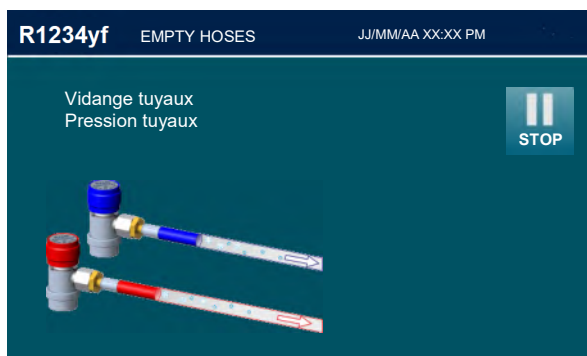 R1234yf EMPTY HOSES JJ/MM/AA XX:XX PM
Vidange tuyaux
Pression tuyaux
STOP